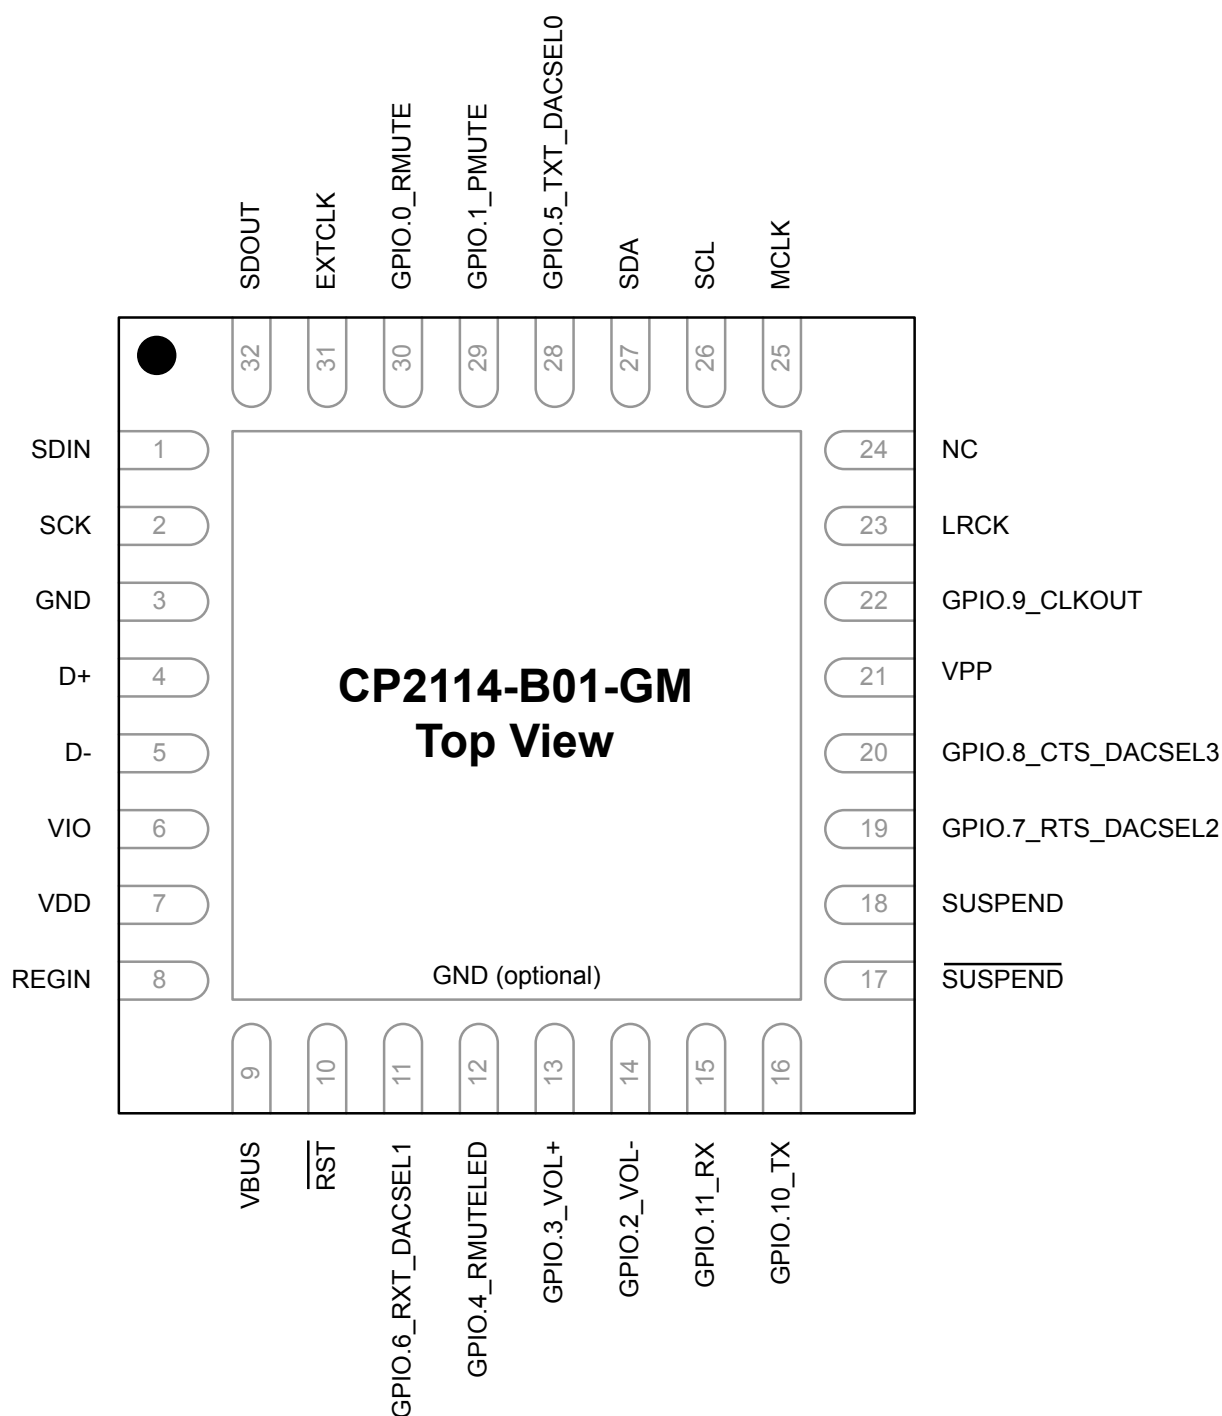 SDOUT
EXTCLK
GPIO.0_RMUTE
GPIO.1_PMUTE
GPIO.5_TXT_DACSEL0
SDA
SCL
MCLK
32
31
30
29
28
27
26
25
SDIN 1
SCK 2
GND 3
D+ 4
D- 5
VIO 6
VDD 7
REGIN 8
CP2114-B01-GM
Top View
GND (optional)
24 NC
23 LRCK
22 GPIO.9_CLKOUT
21 VPP
20 GPIO.8_CTS_DACSEL3
19 GPIO.7_RTS_DACSEL2
18 SUSPEND
17 SUSPEND
9
10
11
12
13
14
15
16
VBUS
RST
GPIO.6_RXT_DACSEL1
GPIO.4_RMUTELED
GPIO.3_VOL+
GPIO.2_VOL-
GPIO.11_RX
GPIO.10_TX